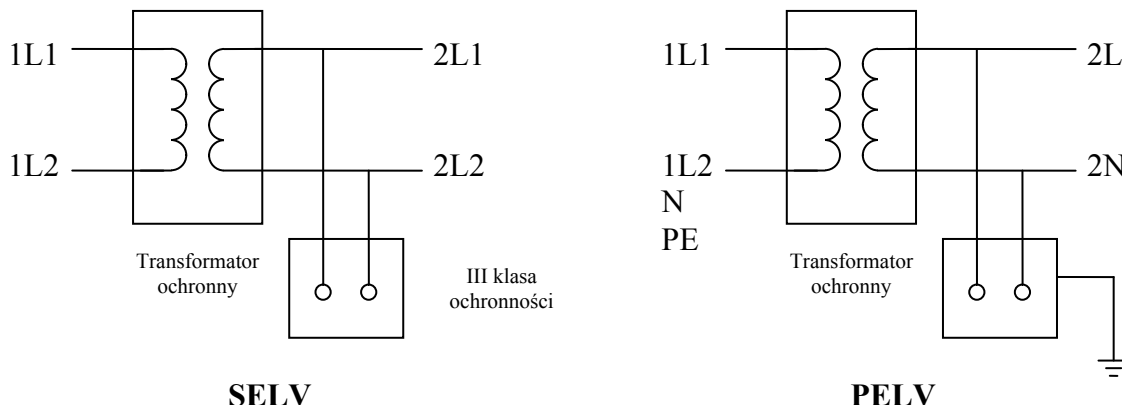 1L1
2L1
1L2
2L2
Transformator
ochronny
III klasa
ochronności
SELV
1L1
2L
1L2
2N
N
PE
Transformator
ochronny
PELV